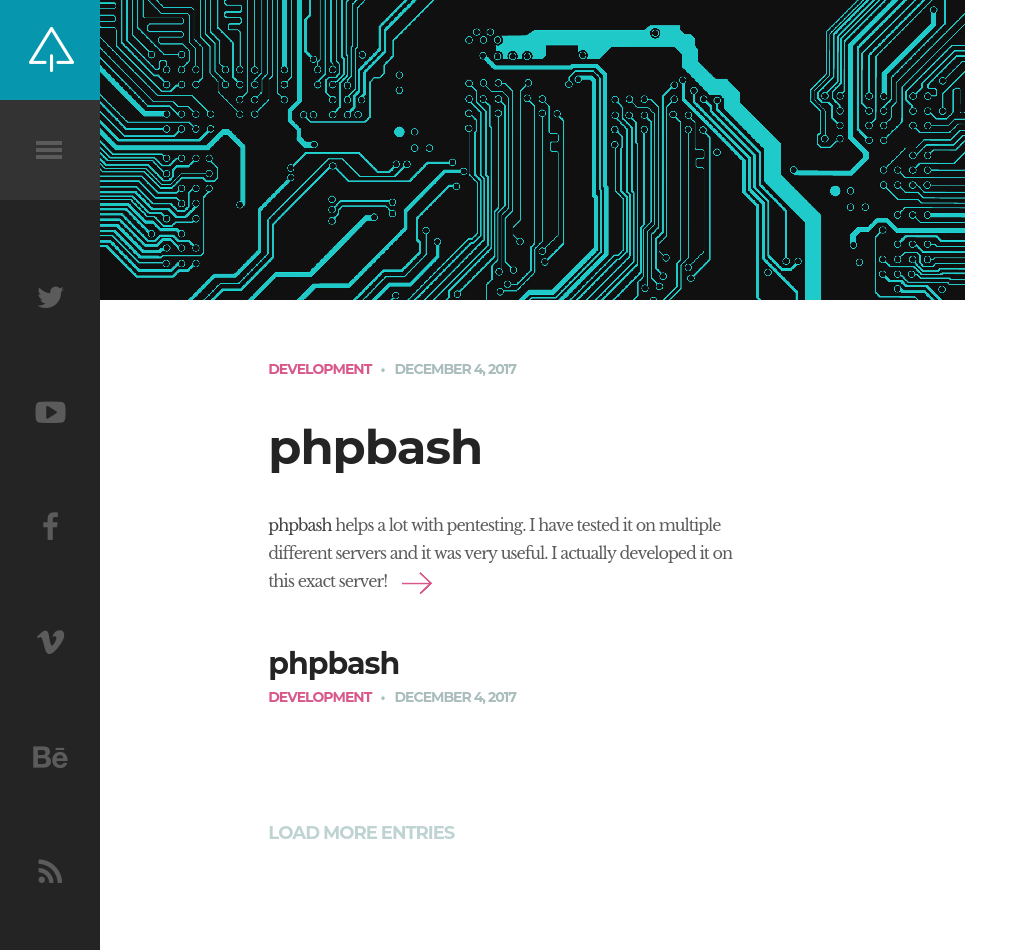 DEVELOPMENT • DECEMBER 4, 2017
phpbash
phpbash helps a lot with pentesting. I have tested it on multiple
different servers and it was very useful. I actually developed it on
this exact server!
phpbash
DEVELOPMENT • DECEMBER 4, 2017
Bē
LOAD MORE ENTRIES